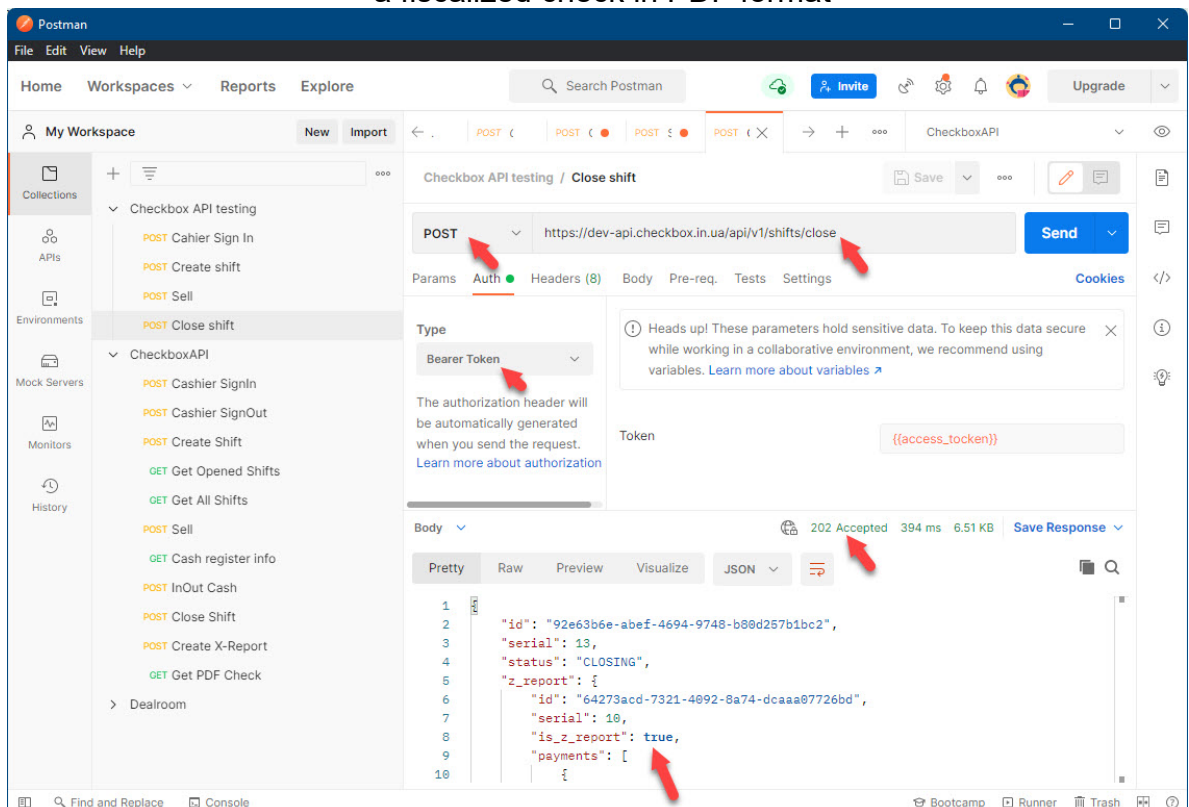 a fiscalized check in PDF format
Postman
File Edit View Help
Home Workspaces Reports Explore Search Postman Invite Upgrade
My Workspace New Import POST ( POST ( POST S POST ( CheckboxAPI
Collections
APIs
Environments
Mock Servers
Monitors
History
Checkbox API testing
POST Cahier Sign In
POST Create shift
POST Sell
POST Close shift
CheckboxAPI
POST Cashier SignIn
POST Cashier SignOut
POST Create Shift
GET Get Opened Shifts
GET Get All Shifts
POST Sell
GET Cash register info
POST InOut Cash
POST Close Shift
POST Create X-Report
GET Get PDF Check
Dealroom
Checkbox API testing / Close shift Save
POST https://dev-api.checkbox.in.ua/api/v1/shifts/close Send
Params Auth Headers (8) Body Pre-req. Tests Settings Cookies
Type
Bearer Token
The authorization header will
be automatically generated
when you send the request.
Learn more about authorization
Heads up! These parameters hold sensitive data. To keep this data secure
while working in a collaborative environment, we recommend using
variables. Learn more about variables
Token {{access_tocken}}
Body 202 Accepted 394 ms 6.51 KB Save Response
Pretty Raw Preview Visualize JSON
1 {
2 "id": "92e63b6e-abef-4694-9748-b80d257b1bc2",
3 "serial": 13,
4 "status": "CLOSING",
5 "z_report": {
6 "id": "64273acd-7321-4092-8a74-dcaaa07726bd",
7 "serial": 10,
8 "is_z_report": true,
9 "payments": [
10 {
Find and Replace Console Bootcamp Runner Trash